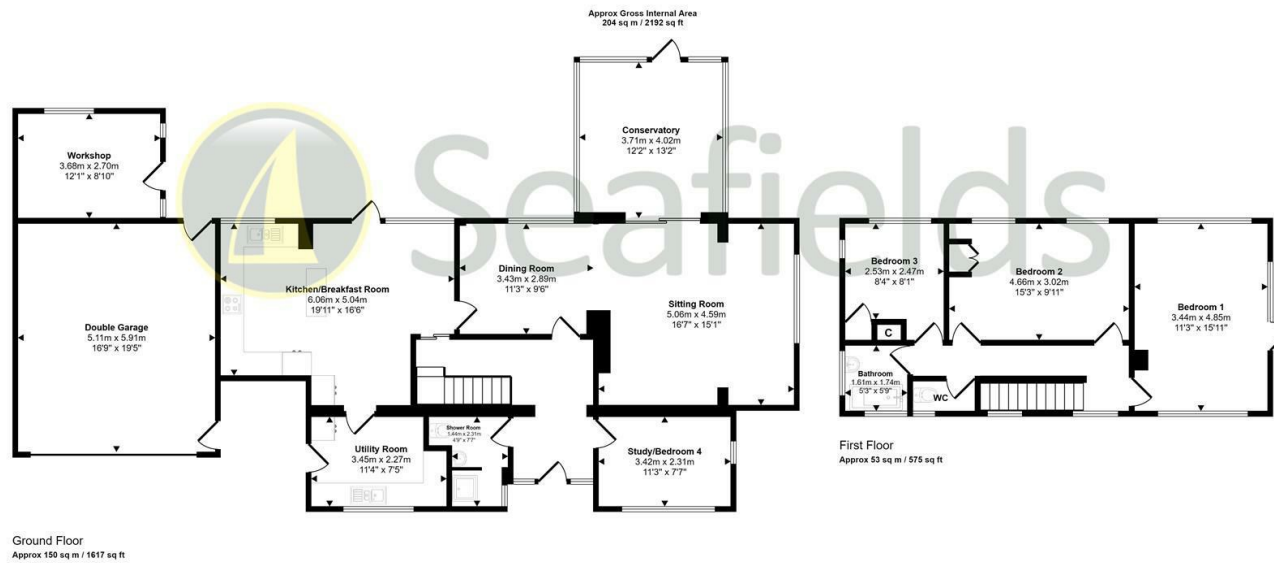 Approx Gross Internal Area
204 sq m / 2192 sq ft
Seafields
Conservatory
3.71m x 4.02m
12'2" x 13'2"
Workshop
3.68m x 2.70m
12'1" x 8'10"
Dining Room
3.43m x 2.89m
11'3" x 9'6"
Kitchen/Breakfast Room
6.06m x 5.04m
19'11" x 16'6"
Sitting Room
5.06m x 4.59m
16'7" x 15'1"
Double Garage
5.11m x 5.91m
16'9" x 19'5"
Utility Room
3.45m x 2.27m
11'4" x 7'5"
Shower Room
1.44m x 2.31m
4'9" x 7'7"
Study/Bedroom 4
3.42m x 2.31m
11'3" x 7'7"
Ground Floor
Approx 150 sq m / 1617 sq ft
Bedroom 3
2.53m x 2.47m
8'4" x 8'1"
Bedroom 2
4.66m x 3.02m
15'3" x 9'11"
Bedroom 1
3.44m x 4.85m
11'3" x 15'11"
C
Bathroom
1.61m x 1.74m
5'3" x 5'9"
WC
First Floor
Approx 53 sq m / 575 sq ft